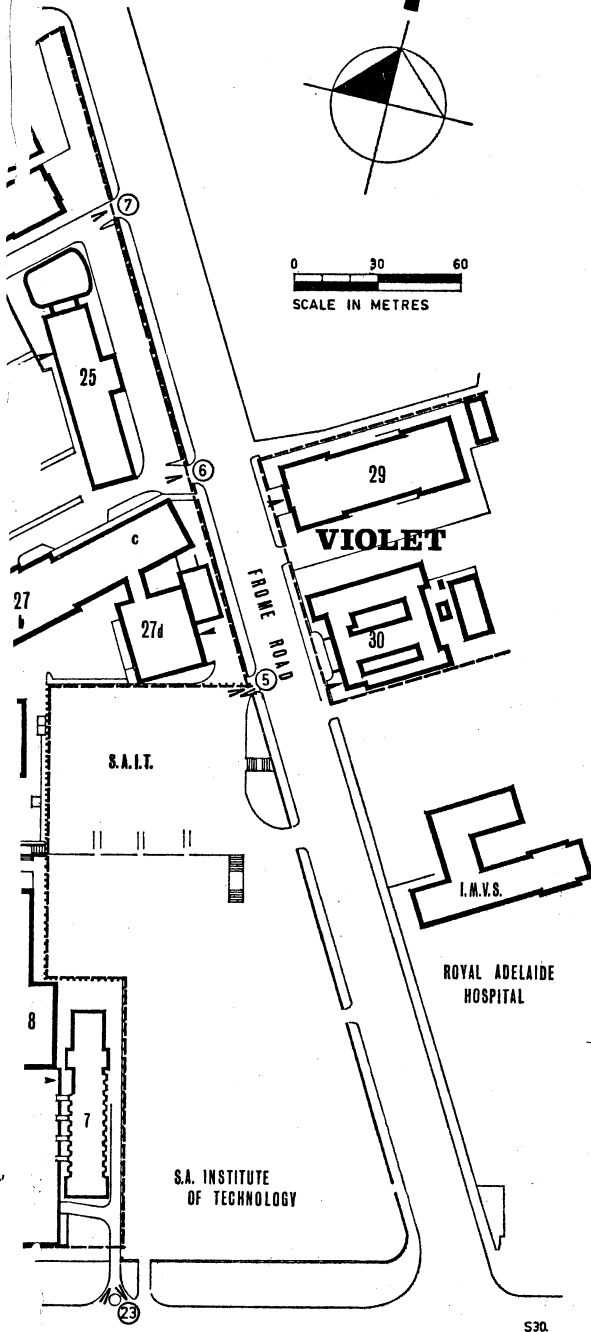 7
0 30 60
SCALE IN METRES
25
6
29
VIOLET
c
27
b
27d
FROME ROAD
30
5
S.A.I.T.
I.M.V.S.
ROYAL ADELAIDE
HOSPITAL
8
7
S.A. INSTITUTE
OF TECHNOLOGY
23
S30.